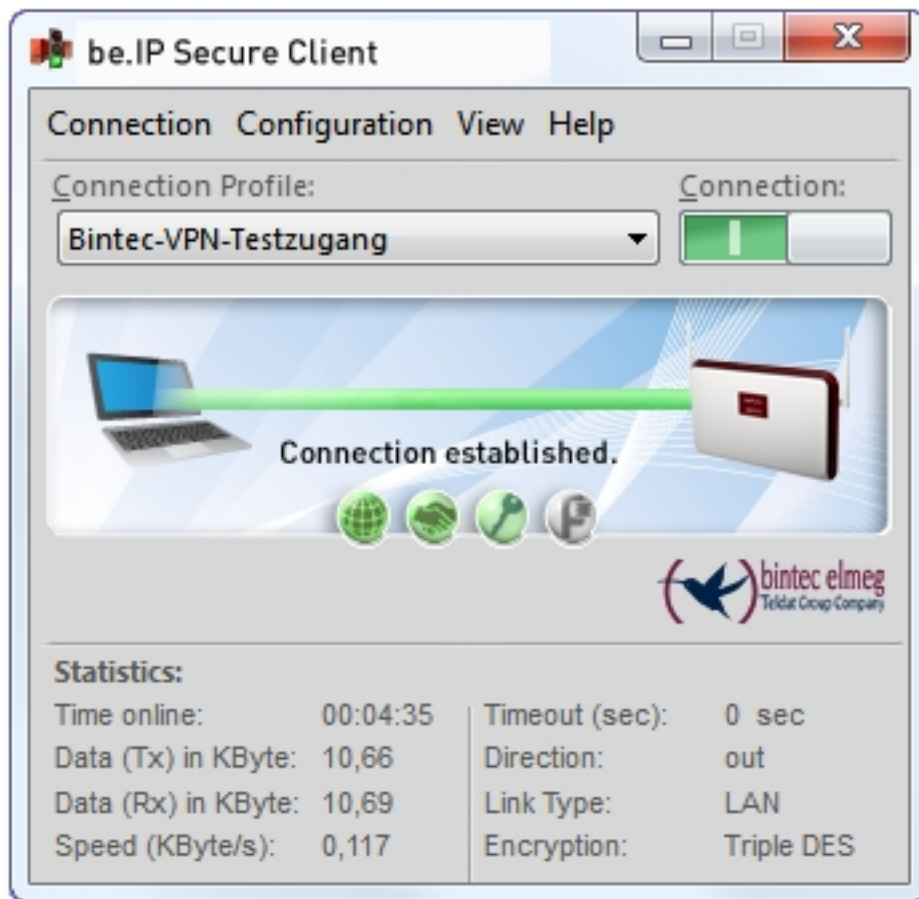 be.IP Secure Client
Connection Configuration View Help
Connection Profile: Connection:
Bintec-VPN-Testzugang
Connection established.
bintec elmeg
Teldat Group Company
Statistics:
Time online: 00:04:35 Timeout (sec): 0 sec
Data (Tx) in KByte: 10,66 Direction: out
Data (Rx) in KByte: 10,69 Link Type: LAN
Speed (KByte/s): 0,117 Encryption: Triple DES